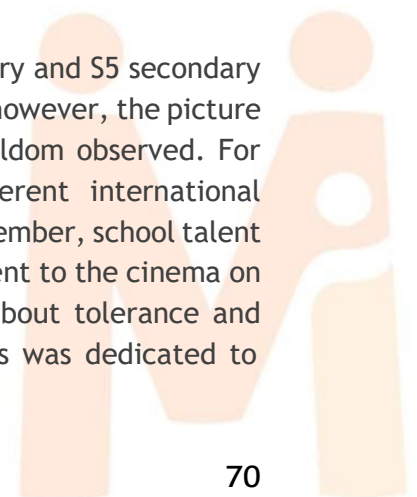 ry and S5 secondary
however, the picture
ldom observed. For
erent international
ember, school talent
ent to the cinema on
bout tolerance and
s was dedicated to
70